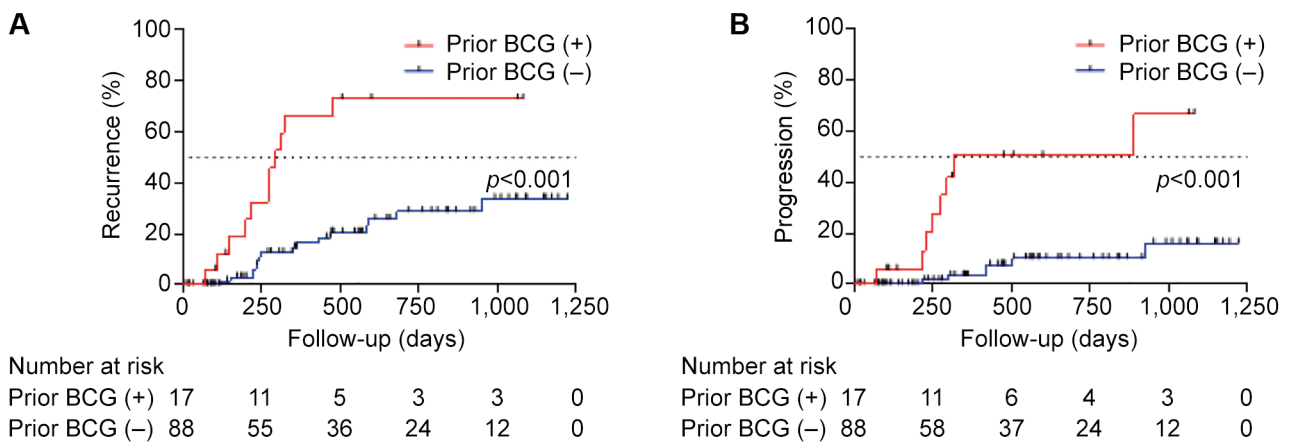 A
100
80
60
40
20
0
Recurrence (%)
Prior BCG (+)
Prior BCG (–)
p<0.001
0 250 500 750 1,000 1,250
Follow-up (days)
Number at risk
Prior BCG (+) 17 11 5 3 3 0
Prior BCG (–) 88 55 36 24 12 0
B
100
80
60
40
20
0
Progression (%)
Prior BCG (+)
Prior BCG (–)
p<0.001
0 250 500 750 1,000 1,250
Follow-up (days)
Number at risk
Prior BCG (+) 17 11 6 4 3 0
Prior BCG (–) 88 58 37 24 12 0